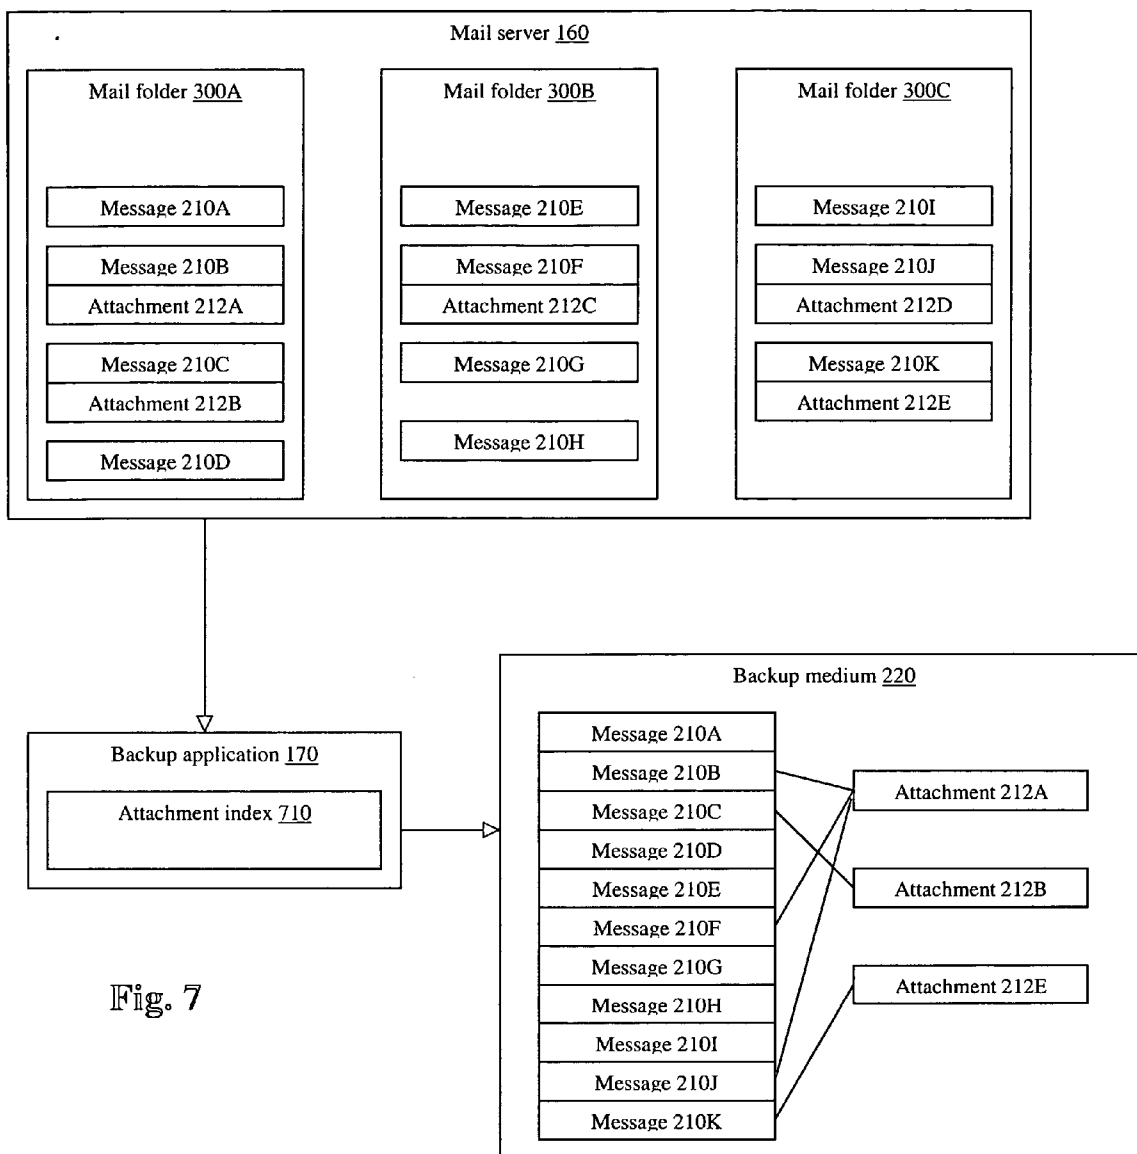 Mail server 160
Mail folder 300A
Message 210A
Message 210B
Attachment 212A
Message 210C
Attachment 212B
Message 210D
Mail folder 300B
Message 210E
Message 210F
Attachment 212C
Message 210G
Message 210H
Mail folder 300C
Message 210I
Message 210J
Attachment 212D
Message 210K
Attachment 212E
Backup application 170
Attachment index 710
Backup medium 220
Message 210A
Message 210B
Message 210C
Message 210D
Message 210E
Message 210F
Message 210G
Message 210H
Message 210I
Message 210J
Message 210K
Attachment 212A
Attachment 212B
Attachment 212E
Fig. 7